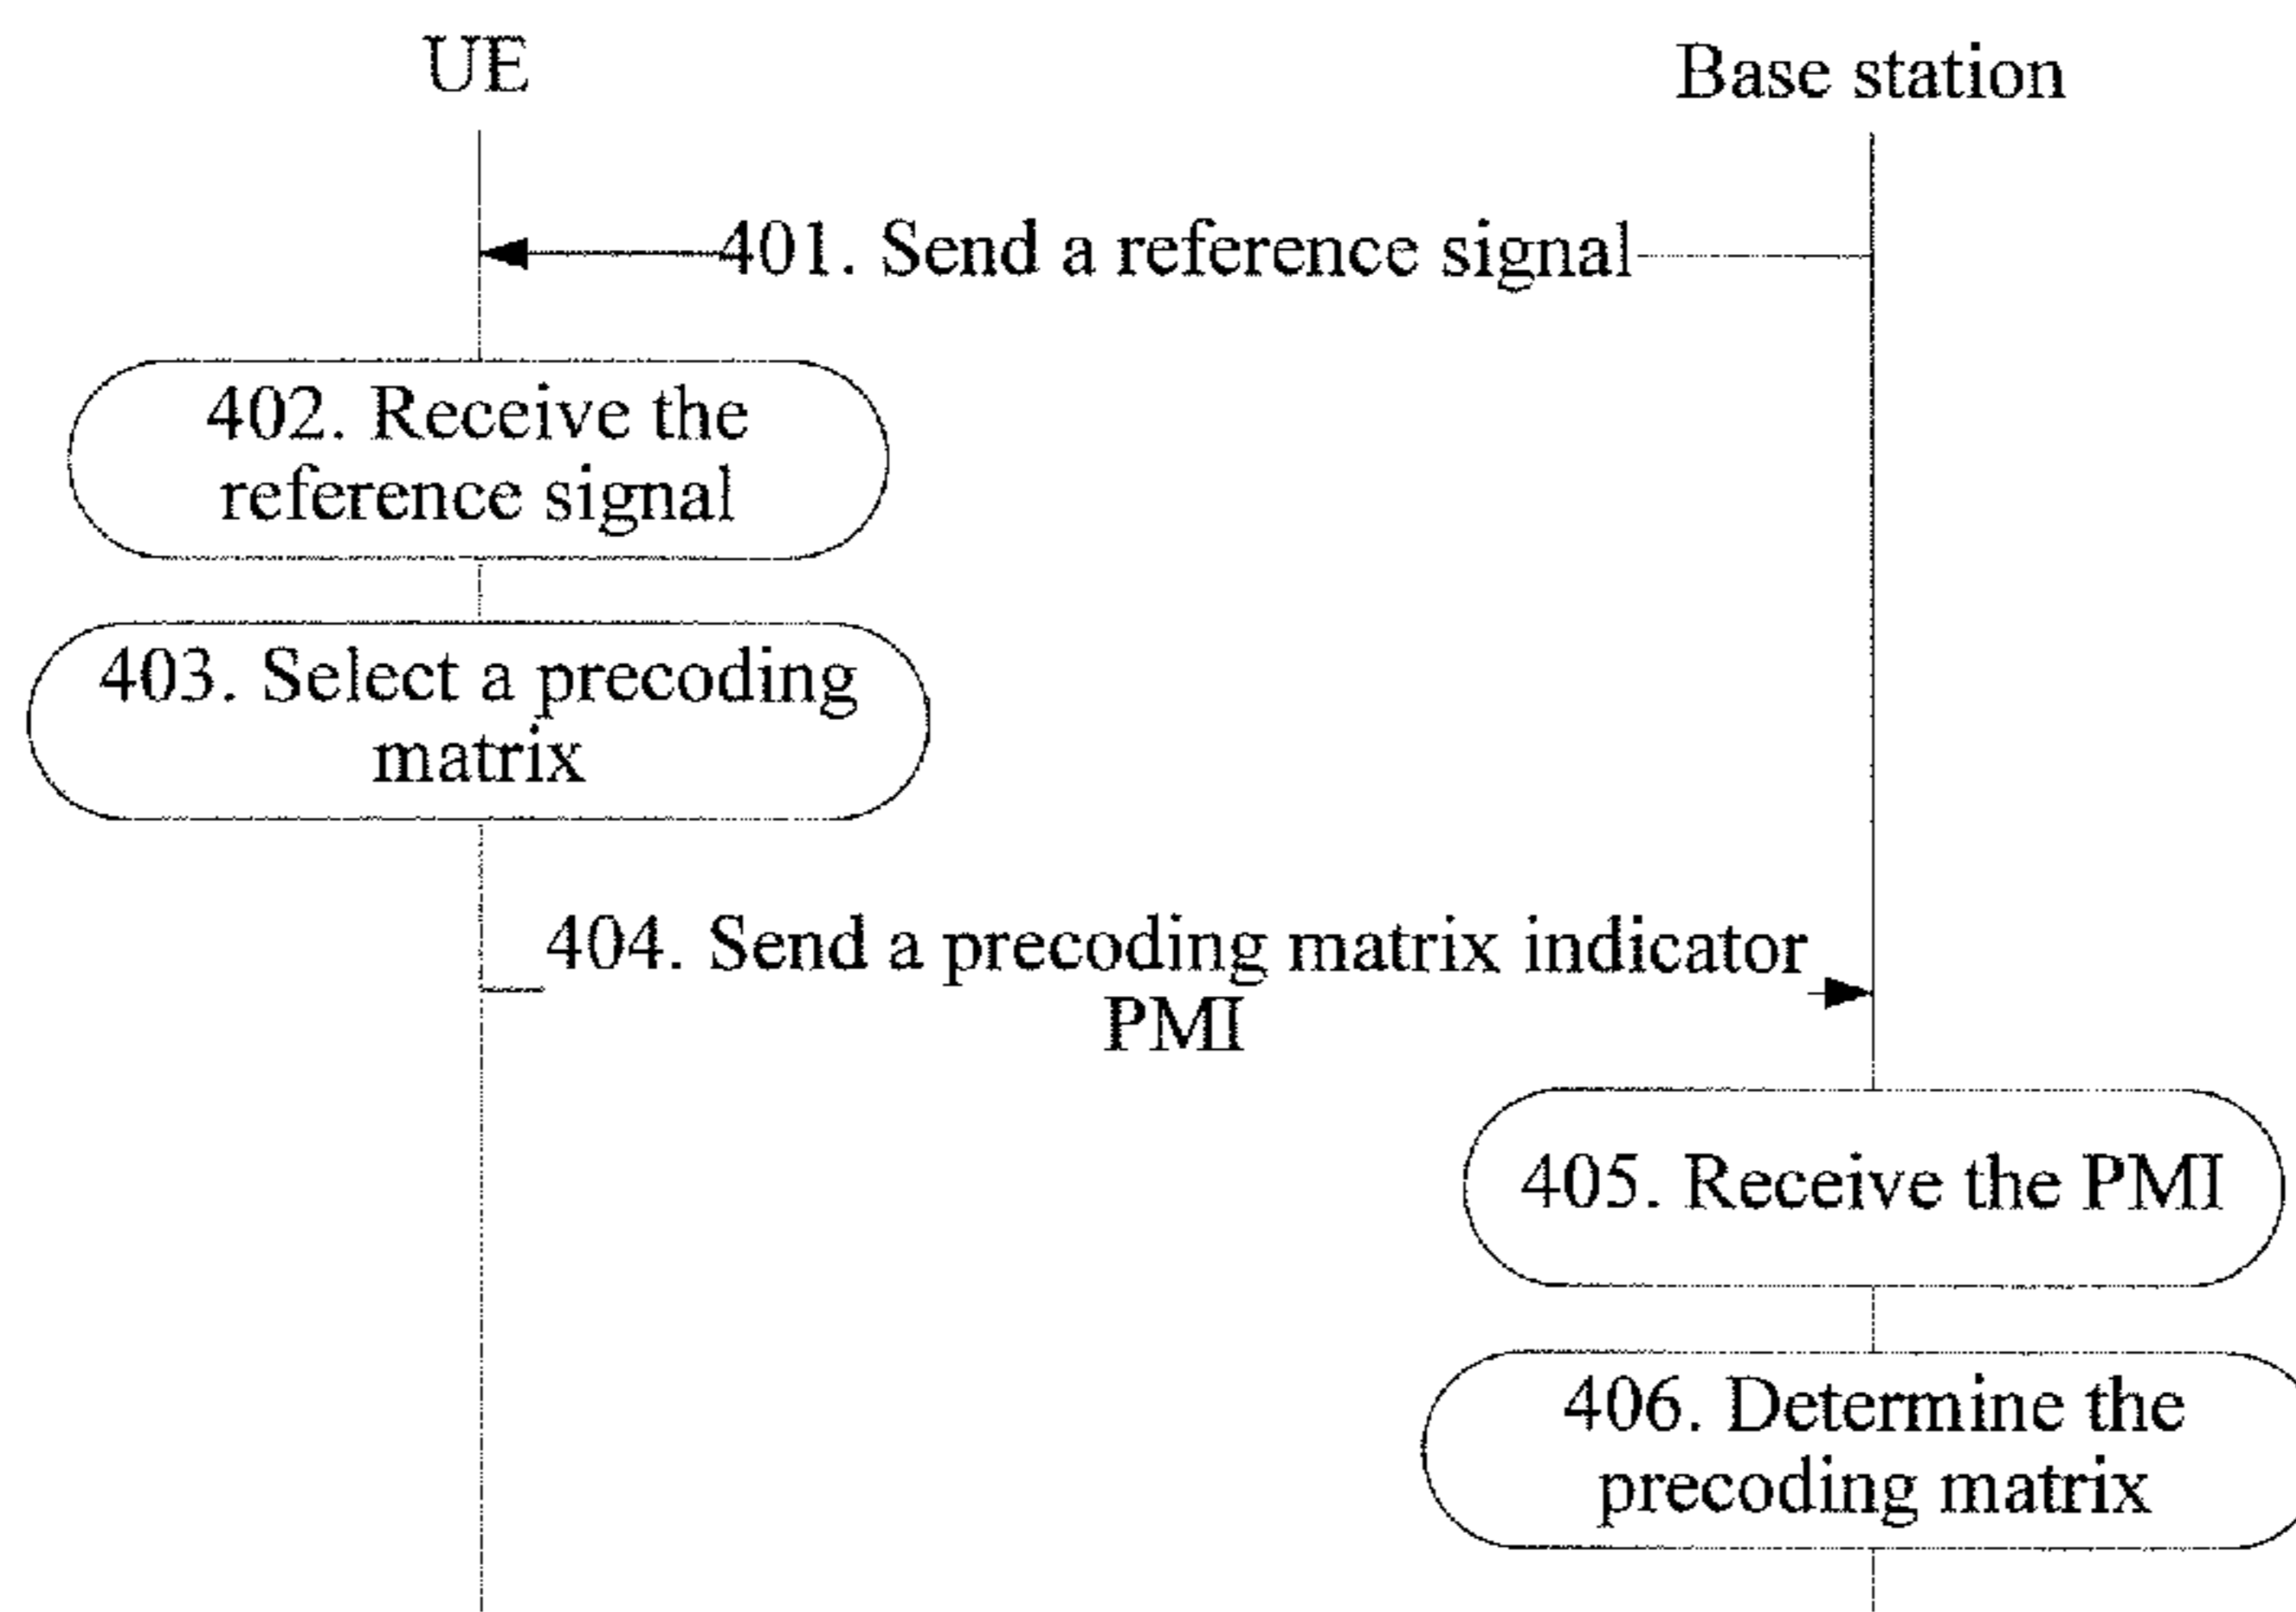 UE
Base station
401. Send a reference signal
402. Receive the
reference signal
403. Select a precoding
matrix
404. Send a precoding matrix indicator
PMI
405. Receive the PMI
406. Determine the
precoding matrix